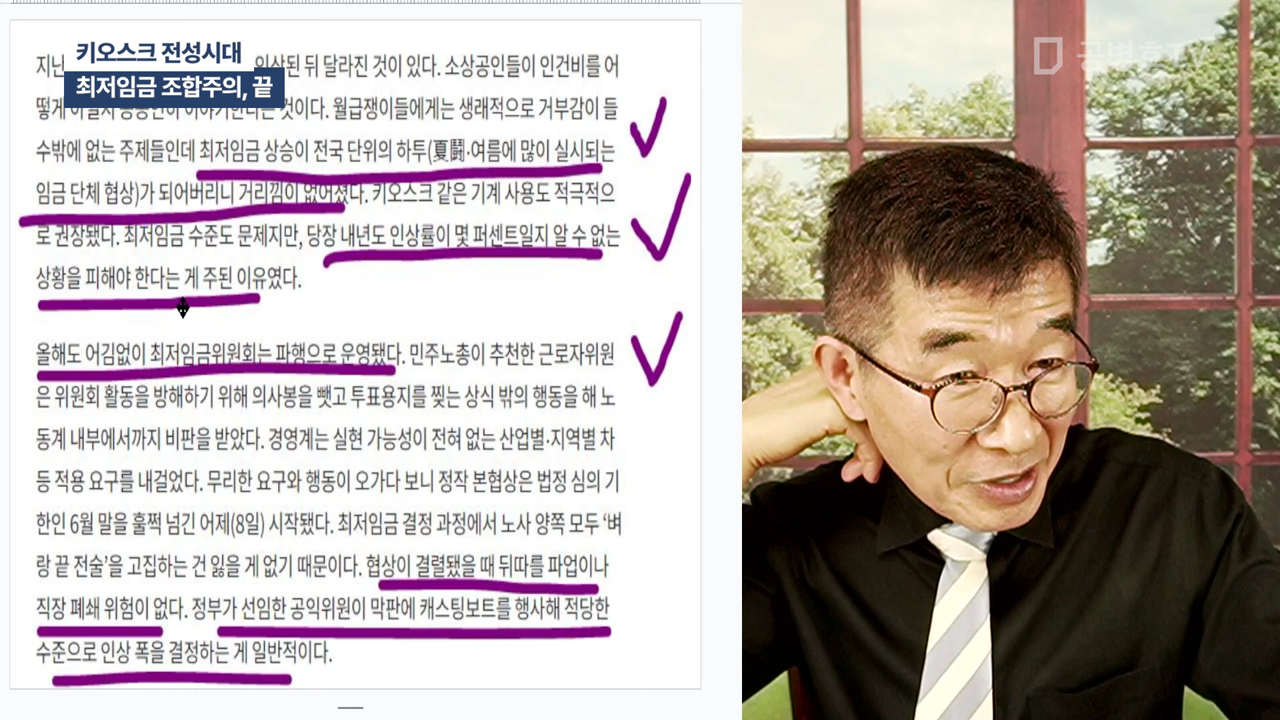 키오스크 전성시대
최저임금 조합주의, 끝
공병호TV
지난 인상된 뒤 달라진 것이 있다. 소상공인들이 인건비를 어
떻게 것이다. 월급쟁이들에게는 생래적으로 거부감이 들
수밖에 없는 주제들인데 최저임금 상승이 전국 단위의 하투(夏鬪·여름에 많이 실시되는
임금 단체 협상)가 되어버리니 거리낌이 없어졌다. 키오스크 같은 기계 사용도 적극적으
로 권장됐다. 최저임금 수준도 문제지만, 당장 내년도 인상률이 몇 퍼센트일지 알 수 없는
상황을 피해야 한다는 게 주된 이유였다.
올해도 어김없이 최저임금위원회는 파행으로 운영됐다. 민주노총이 추천한 근로자위원
은 위원회 활동을 방해하기 위해 의사봉을 뺏고 투표용지를 찢는 상식 밖의 행동을 해 노
동계 내부에서까지 비판을 받았다. 경영계는 실현 가능성이 전혀 없는 산업별·지역별 차
등 적용 요구를 내걸었다. 무리한 요구와 행동이 오가다 보니 정작 본협상은 법정 심의 기
한인 6월 말을 훌쩍 넘긴 어제(8일) 시작됐다. 최저임금 결정 과정에서 노사 양쪽 모두 ‘벼
랑 끝 전술’을 고집하는 건 잃을 게 없기 때문이다. 협상이 결렬됐을 때 뒤따를 파업이나
직장 폐쇄 위험이 없다. 정부가 선임한 공익위원이 막판에 캐스팅보트를 행사해 적당한
수준으로 인상 폭을 결정하는 게 일반적이다.